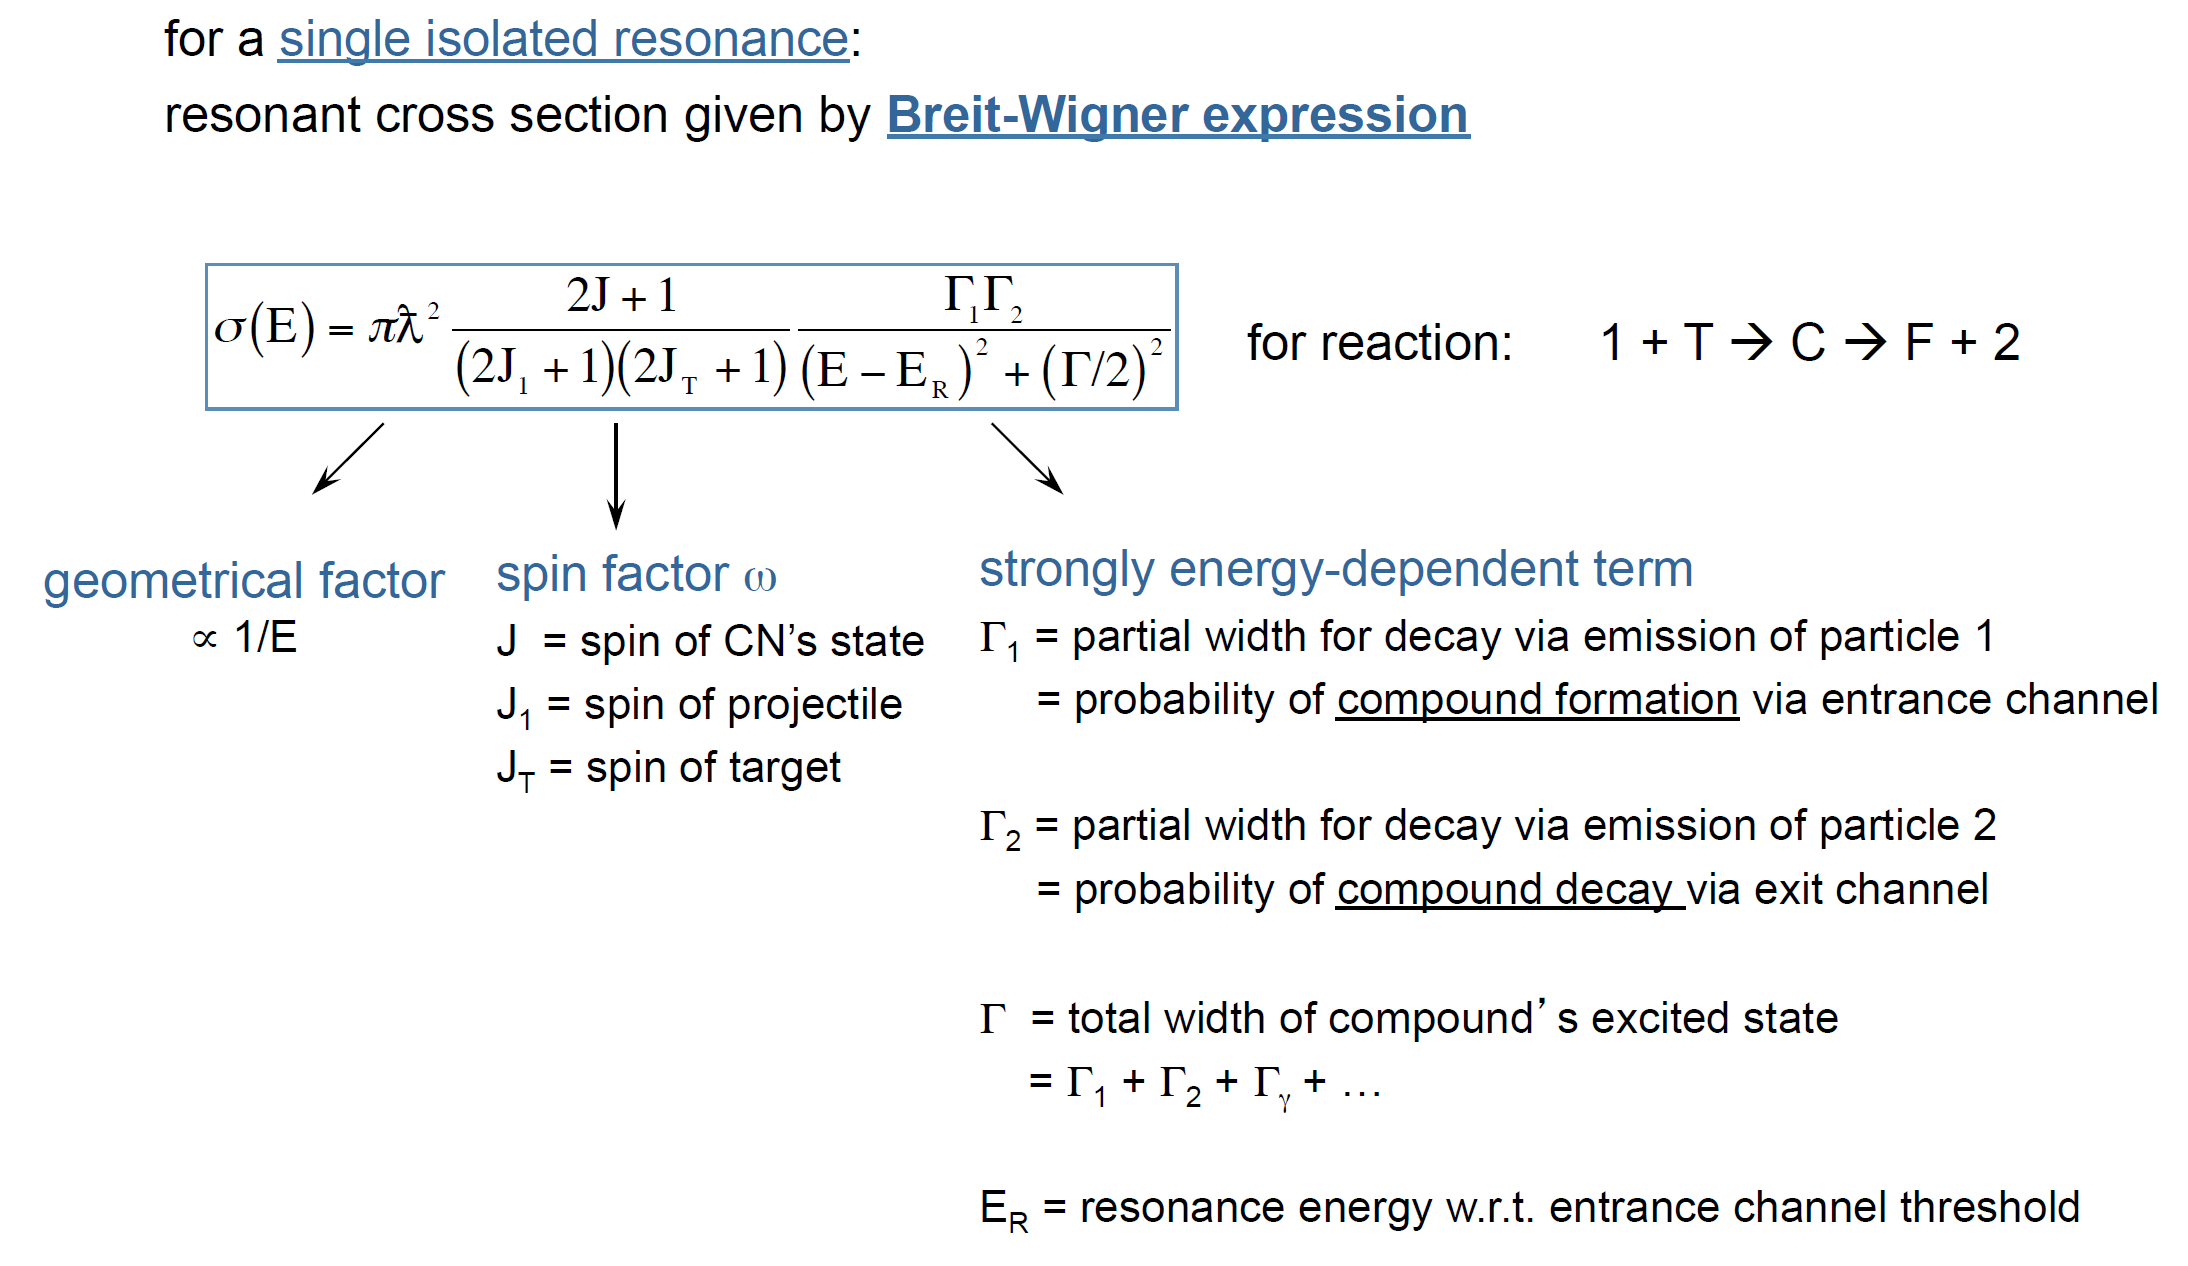 for a single isolated resonance:
resonant cross section given by Breit-Wigner expression
σ(E) = πƛ² (2J + 1)/((2J₁ + 1)(2J_T + 1)) Γ₁Γ₂/((E − E_R)² + (Γ/2)²)
for reaction: 1 + T → C → F + 2
geometrical factor
∝ 1/E
spin factor ω
J = spin of CN’s state
J₁ = spin of projectile
J_T = spin of target
strongly energy-dependent term
Γ₁ = partial width for decay via emission of particle 1
= probability of compound formation via entrance channel
Γ₂ = partial width for decay via emission of particle 2
= probability of compound decay via exit channel
Γ = total width of compound’s excited state
= Γ₁ + Γ₂ + Γᵧ + …
E_R = resonance energy w.r.t. entrance channel threshold